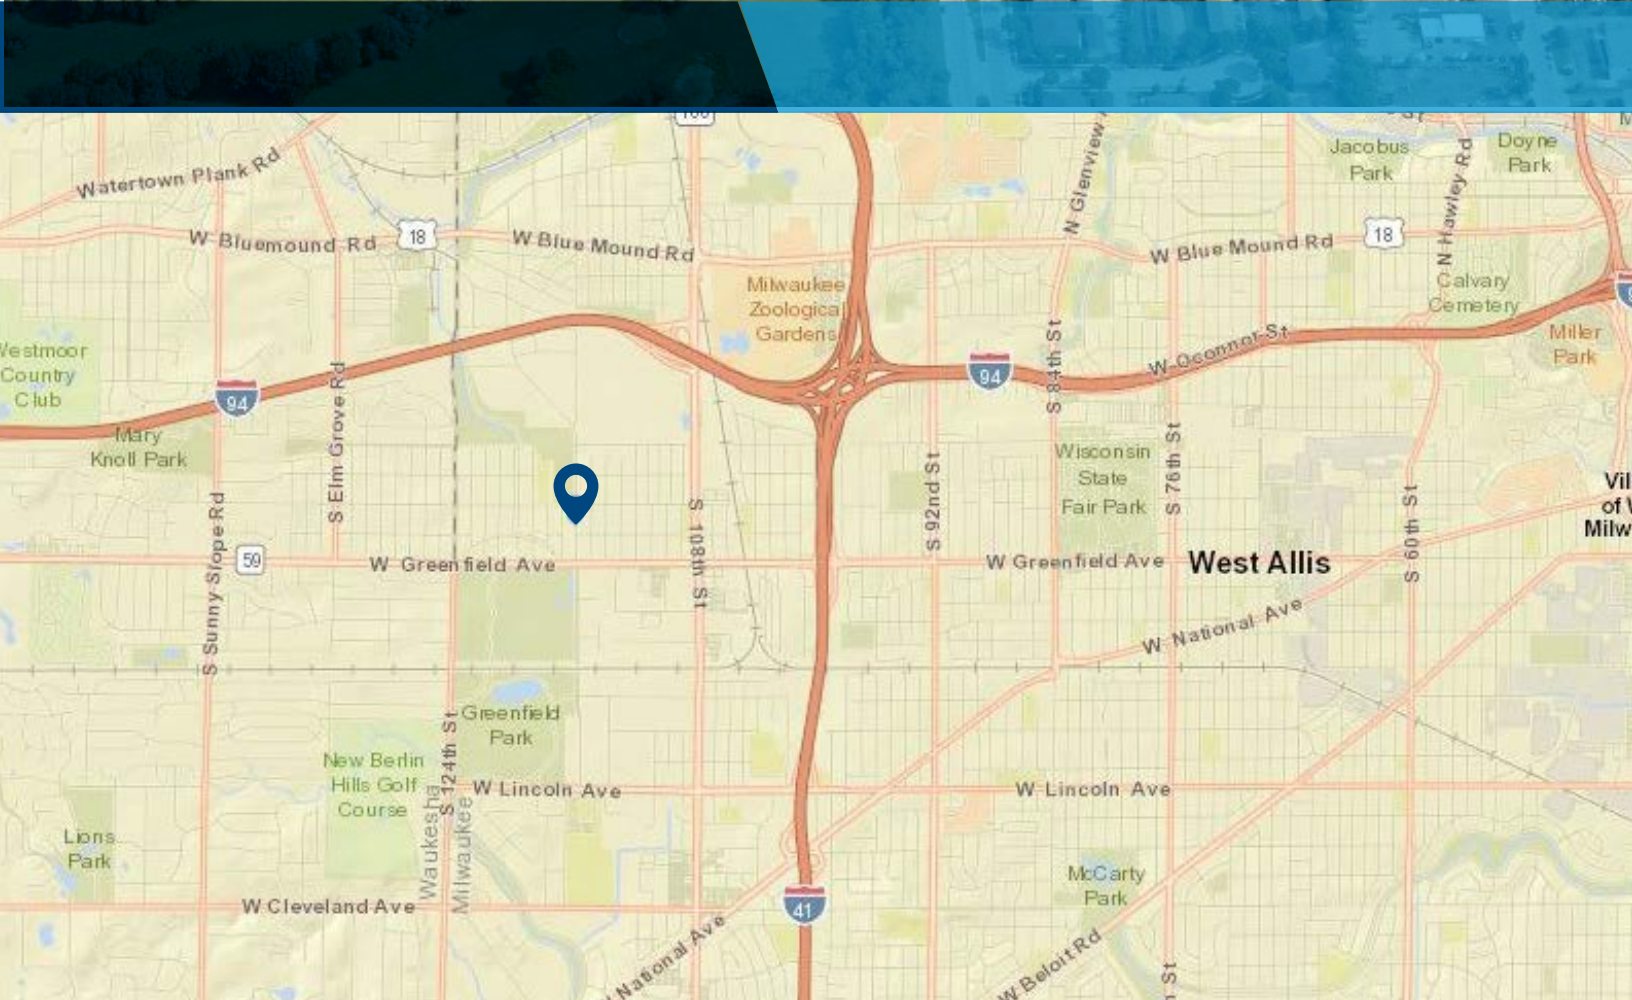 Watertown Plank Rd
Jacobus
Park
Doyne
Park
N Glenview
N Hawley Rd
W Bluemound Rd
18
W Blue Mound Rd
W Blue Mound Rd
18
Milwaukee
Zoological
Gardens
Calvary
Cemetery
Miller
Park
W Oconnor St
Westmoor
Country
Club
94
94
S 84th St
S Elm Grove Rd
Mary
Knoll Park
Wisconsin
State
Fair Park
S 76th St
S 92nd St
S 108th St
S 60th St
Vil
of
Milw
S Sunny Slope Rd
59
W Greenfield Ave
W Greenfield Ave
West Allis
W National Ave
Greenfield
Park
S 124th St
New Berlin
Hills Golf
Course
W Lincoln Ave
W Lincoln Ave
Waukesha
Milwaukee
Lions
Park
McCarty
Park
W Cleveland Ave
41
National Ave
W Beloit Rd
St